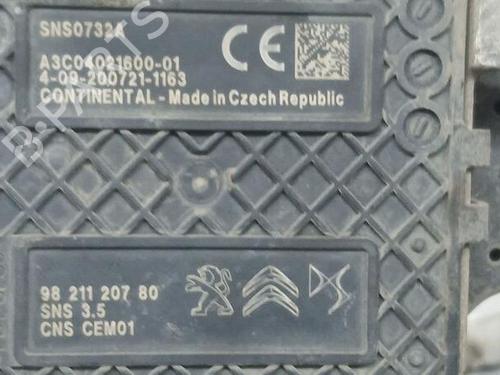 SNS0732A
A3C04021600-01
4-09-200721-1163
CONTINENTAL - Made in Czech Republic
CE
98 211 207 80
SNS 3.5
CNS CEM01